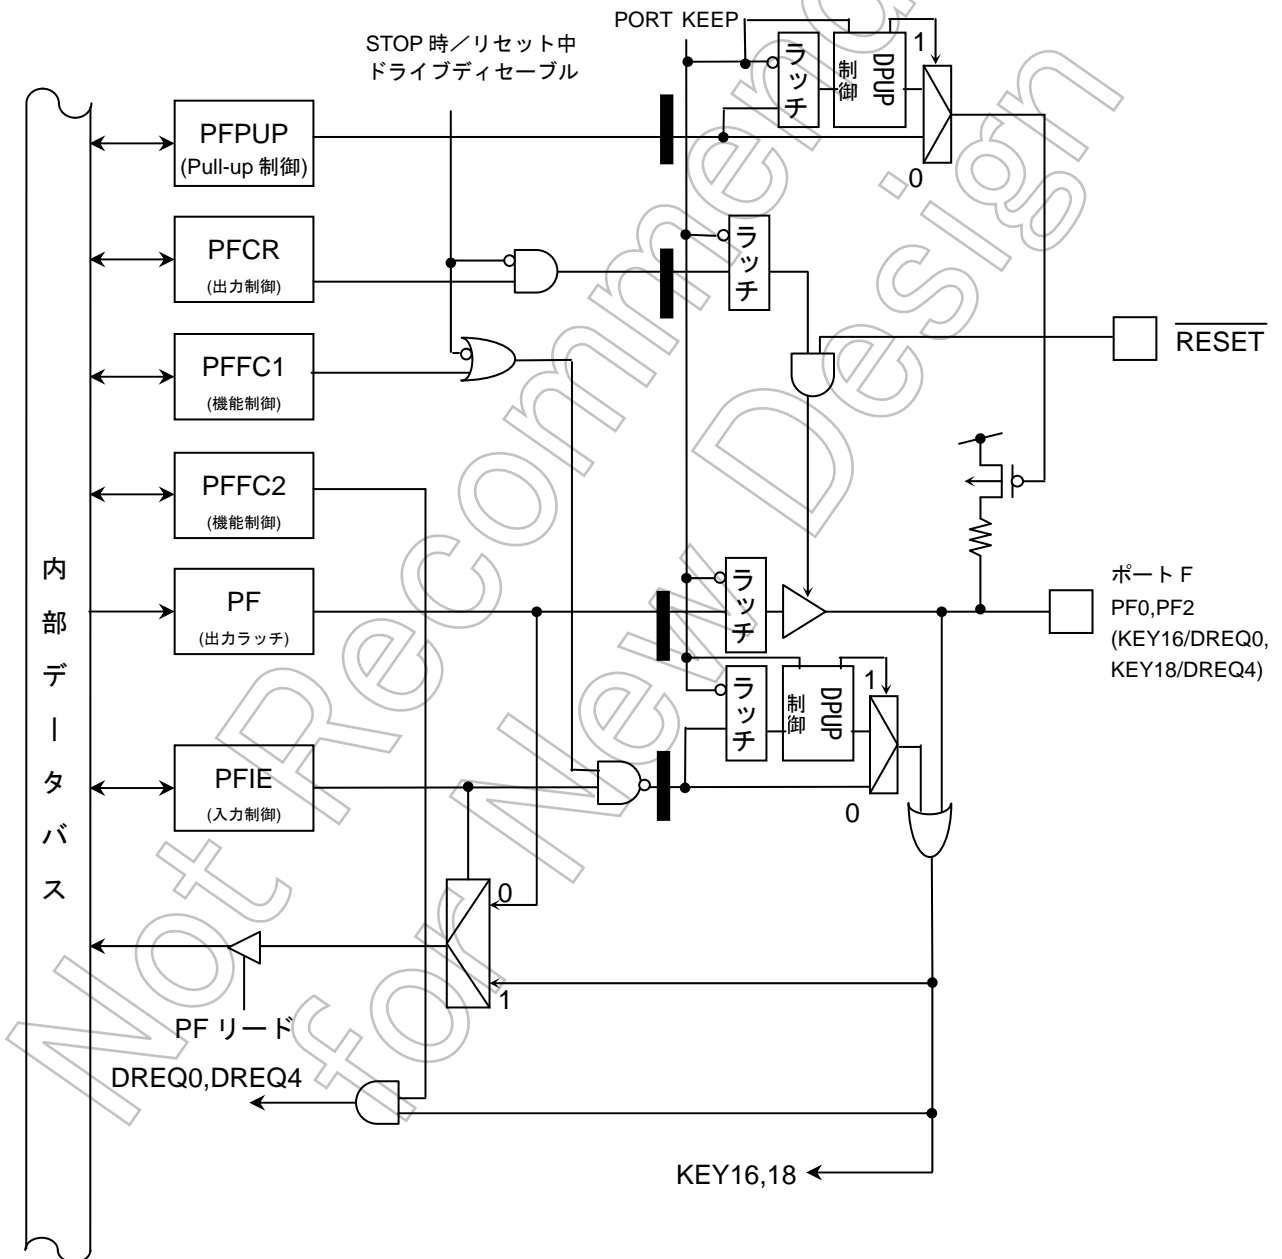 PORT KEEP
STOP 時／リセット中
ドライブディセーブル
ラッチ
制御
DPUP
1
0
PFPUP
(Pull-up 制御)
PFCR
(出力制御)
ラッチ
RESET
PFFC1
(機能制御)
PFFC2
(機能制御)
PF
(出力ラッチ)
ラッチ
ポート F
PF0,PF2
(KEY16/DREQ0,
KEY18/DREQ4)
内部データバス
ラッチ
制御
DPUP
1
0
PFIE
(入力制御)
0
1
PF リード
DREQ0,DREQ4
KEY16,18
Not Recommended
for New Design